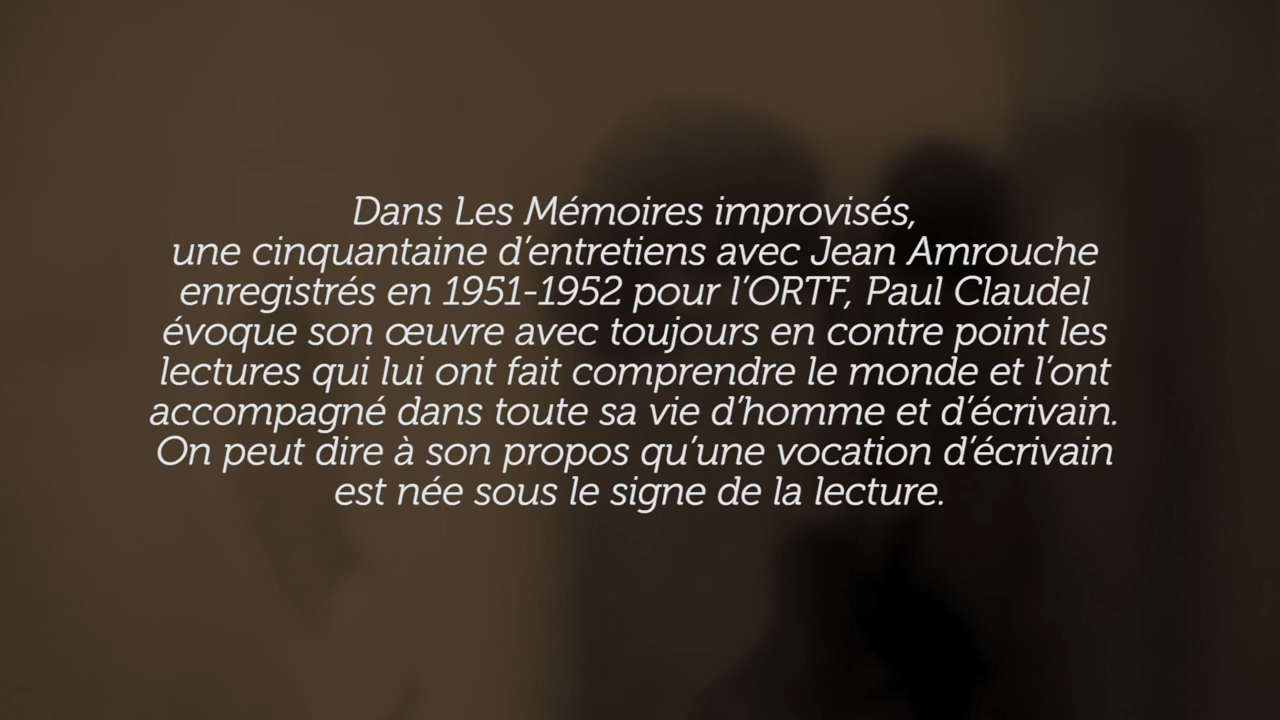 Dans Les Mémoires improvisés,
une cinquantaine d'entretiens avec Jean Amrouche
enregistrés en 1951-1952 pour l'ORTF, Paul Claudel
évoque son œuvre avec toujours en contre point les
lectures qui lui ont fait comprendre le monde et l'ont
accompagné dans toute sa vie d'homme et d'écrivain.
On peut dire à son propos qu'une vocation d'écrivain
est née sous le signe de la lecture.